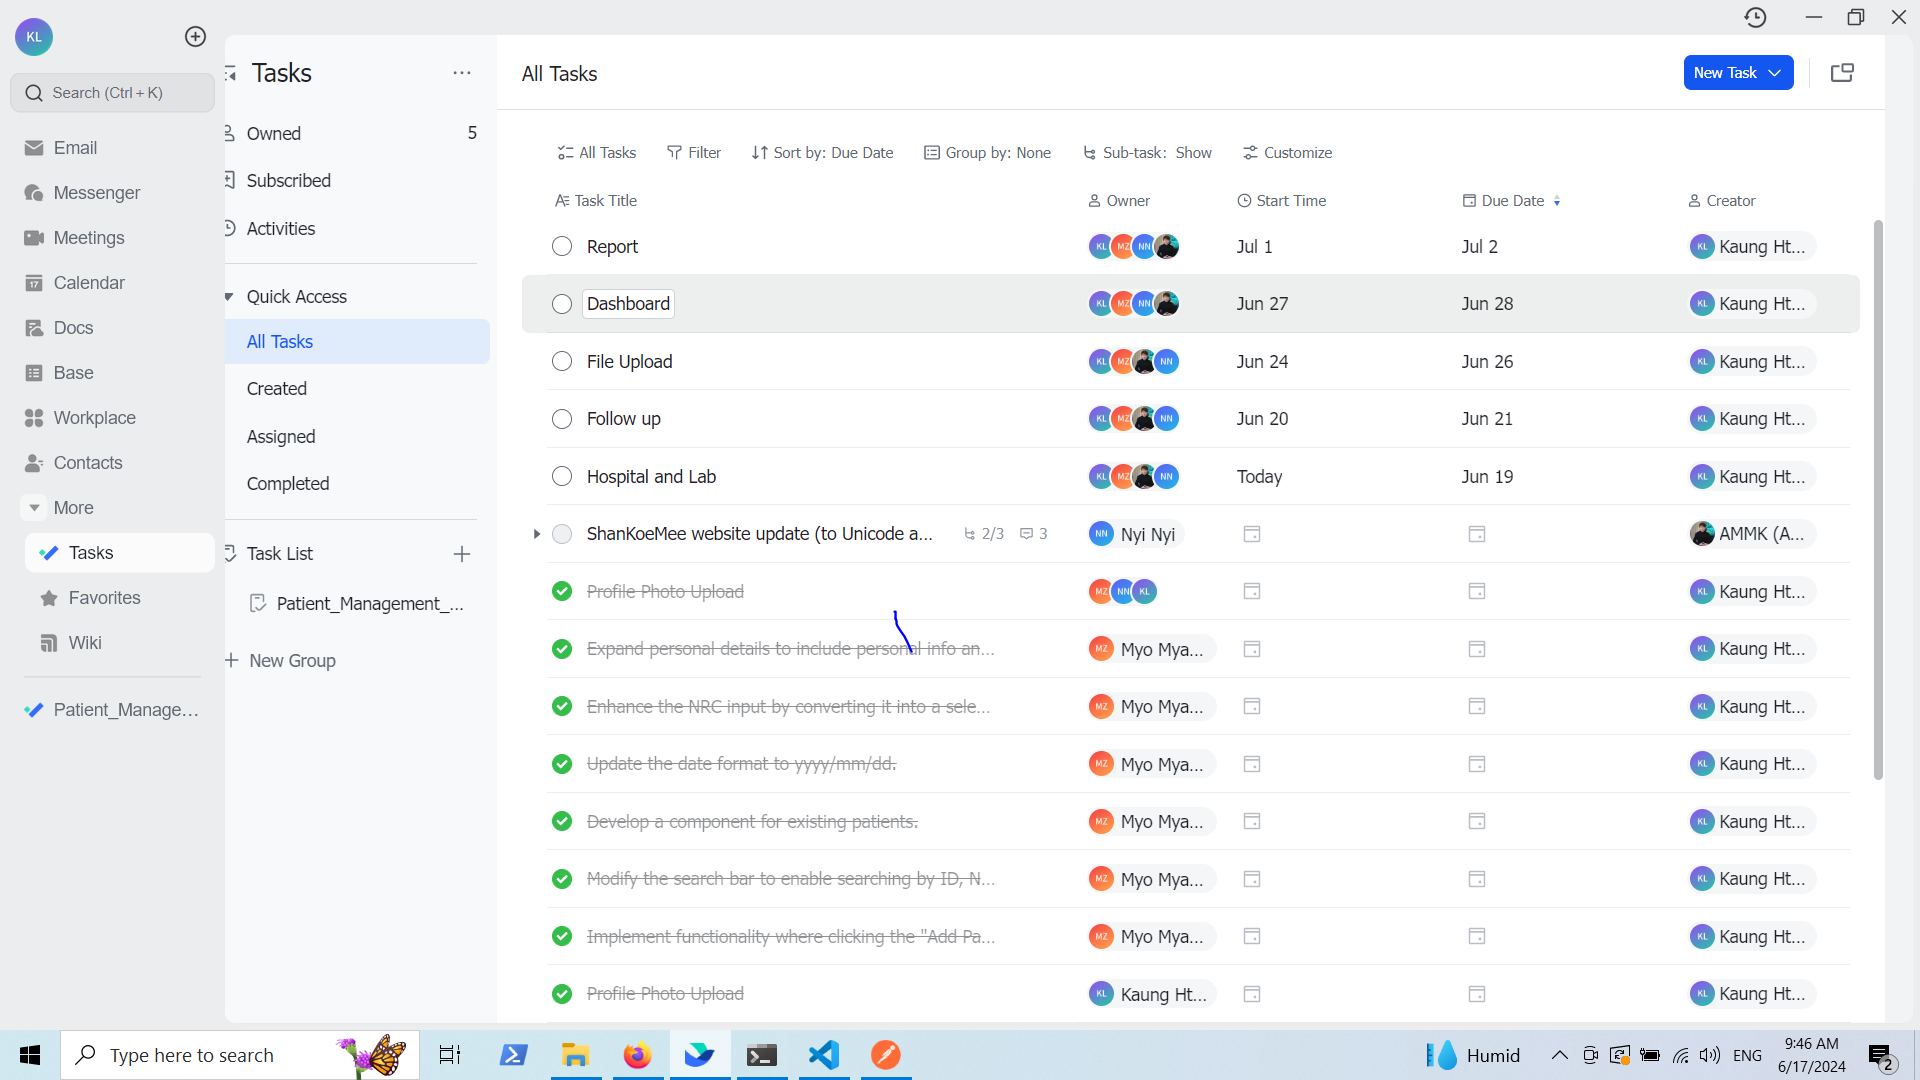 KL
Search (Ctrl + K)
Email
Messenger
Meetings
17 Calendar
Docs
Base
Workplace
Contacts
More
Tasks
Favorites
Wiki
Patient_Manage...
Tasks
Owned 5
Subscribed
Activities
Quick Access
All Tasks
Created
Assigned
Completed
Task List
Patient_Management_...
New Group
All Tasks
New Task
All Tasks Filter Sort by: Due Date Group by: None Sub-task: Show Customize
Task Title Owner Start Time Due Date Creator
Report KL MZ NN Jul 1 Jul 2 KL Kaung Ht...
Dashboard KL MZ NN Jun 27 Jun 28 KL Kaung Ht...
File Upload KL MZ NN Jun 24 Jun 26 KL Kaung Ht...
Follow up KL MZ NN Jun 20 Jun 21 KL Kaung Ht...
Hospital and Lab KL MZ NN Today Jun 19 KL Kaung Ht...
ShanKoeMee website update (to Unicode a... 2/3 3 NN Nyi Nyi AMMK (A...
Profile Photo Upload MZ NN KL KL Kaung Ht...
Expand personal details to include personal info an... MZ Myo Mya... KL Kaung Ht...
Enhance the NRC input by converting it into a sele... MZ Myo Mya... KL Kaung Ht...
Update the date format to yyyy/mm/dd. MZ Myo Mya... KL Kaung Ht...
Develop a component for existing patients. MZ Myo Mya... KL Kaung Ht...
Modify the search bar to enable searching by ID, N... MZ Myo Mya... KL Kaung Ht...
Implement functionality where clicking the "Add Pa... MZ Myo Mya... KL Kaung Ht...
Profile Photo Upload KL Kaung Ht... KL Kaung Ht...
Type here to search
Humid
ENG
9:46 AM
6/17/2024
2